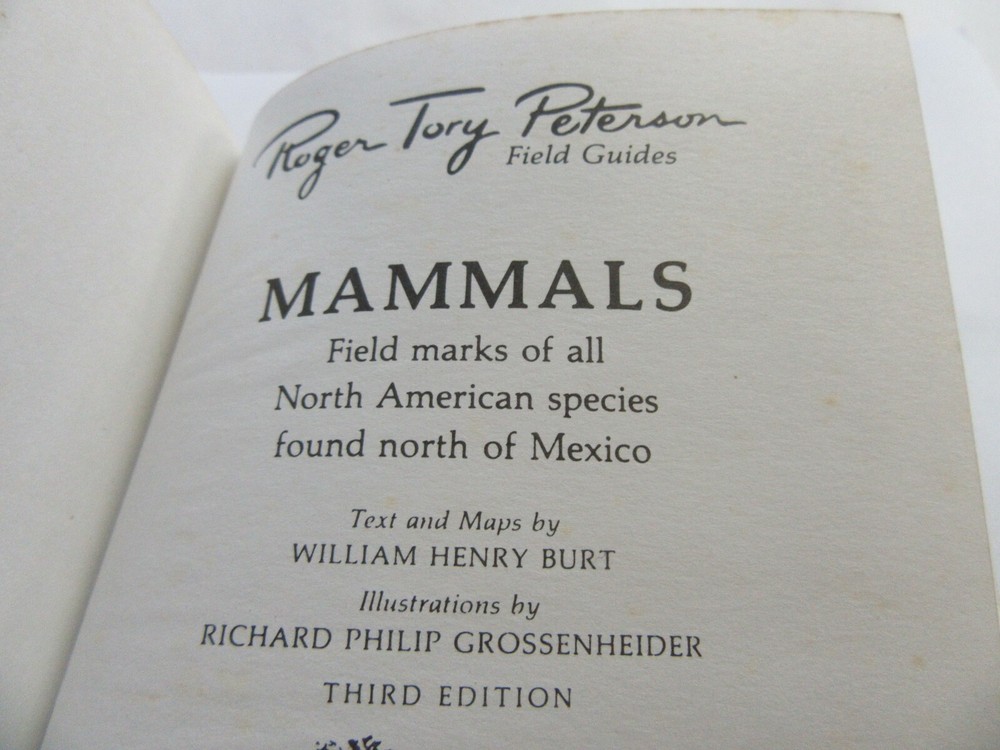 Roger Tory Peterson
Field Guides
MAMMALS
Field marks of all
North American species
found north of Mexico
Text and Maps by
WILLIAM HENRY BURT
Illustrations by
RICHARD PHILIP GROSSENHEIDER
THIRD EDITION